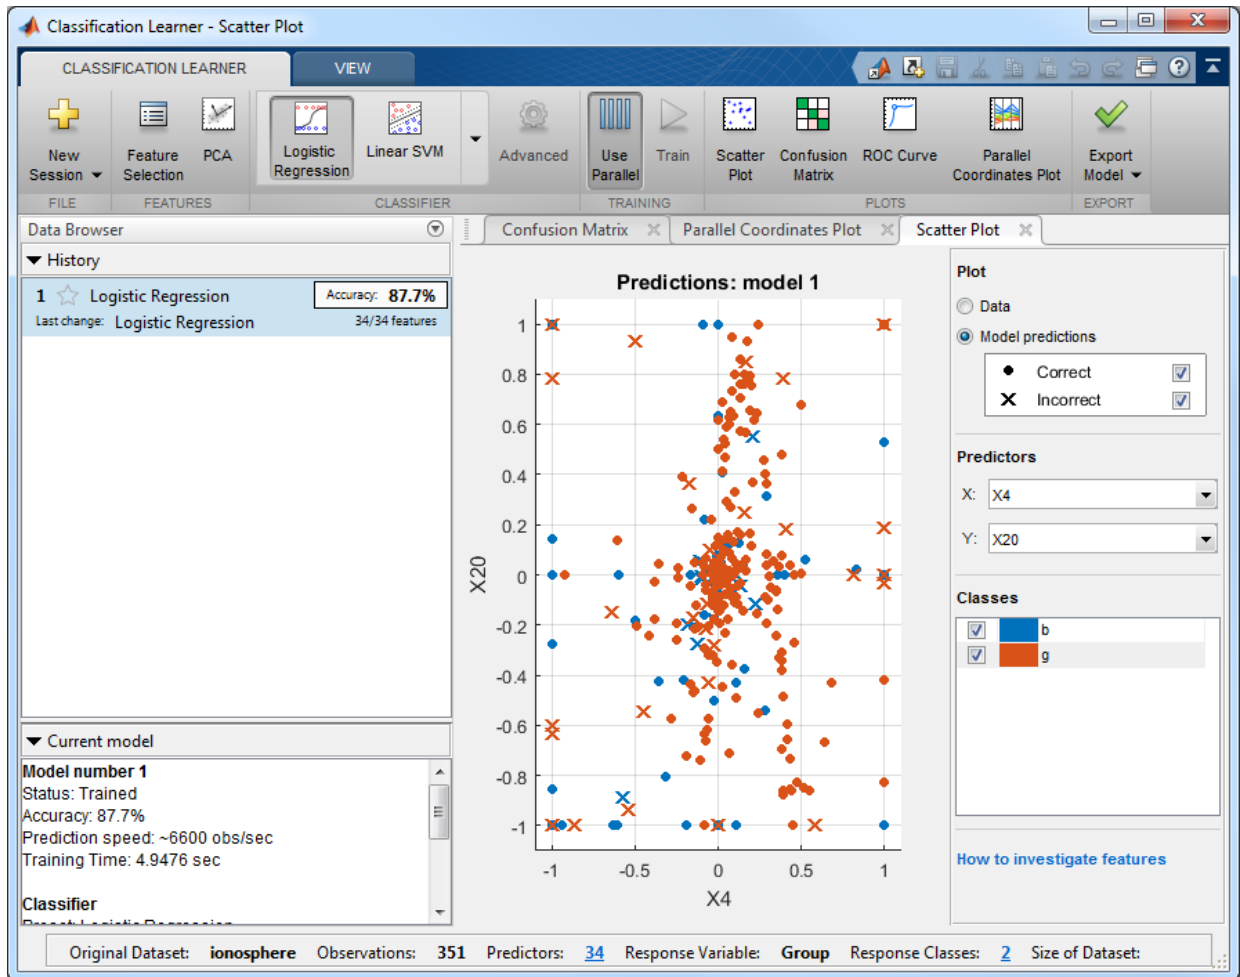 Classification Learner - Scatter Plot
CLASSIFICATION LEARNER
VIEW
New Session
Feature Selection
PCA
Logistic Regression
Linear SVM
Advanced
Use Parallel
Train
Scatter Plot
Confusion Matrix
ROC Curve
Parallel Coordinates Plot
Export Model
FILE
FEATURES
CLASSIFIER
TRAINING
PLOTS
EXPORT
Data Browser
History
1 Logistic Regression Accuracy: 87.7%
Last change: Logistic Regression 34/34 features
Current model
Model number 1
Status: Trained
Accuracy: 87.7%
Prediction speed: ~6600 obs/sec
Training Time: 4.9476 sec
Classifier
Confusion Matrix
Parallel Coordinates Plot
Scatter Plot
Predictions: model 1
1
0.8
0.6
0.4
0.2
0
-0.2
-0.4
-0.6
-0.8
-1
X20
-1 -0.5 0 0.5 1
X4
Plot
Data
Model predictions
Correct
Incorrect
Predictors
X: X4
Y: X20
Classes
b
g
How to investigate features
Original Dataset: ionosphere Observations: 351 Predictors: 34 Response Variable: Group Response Classes: 2 Size of Dataset: